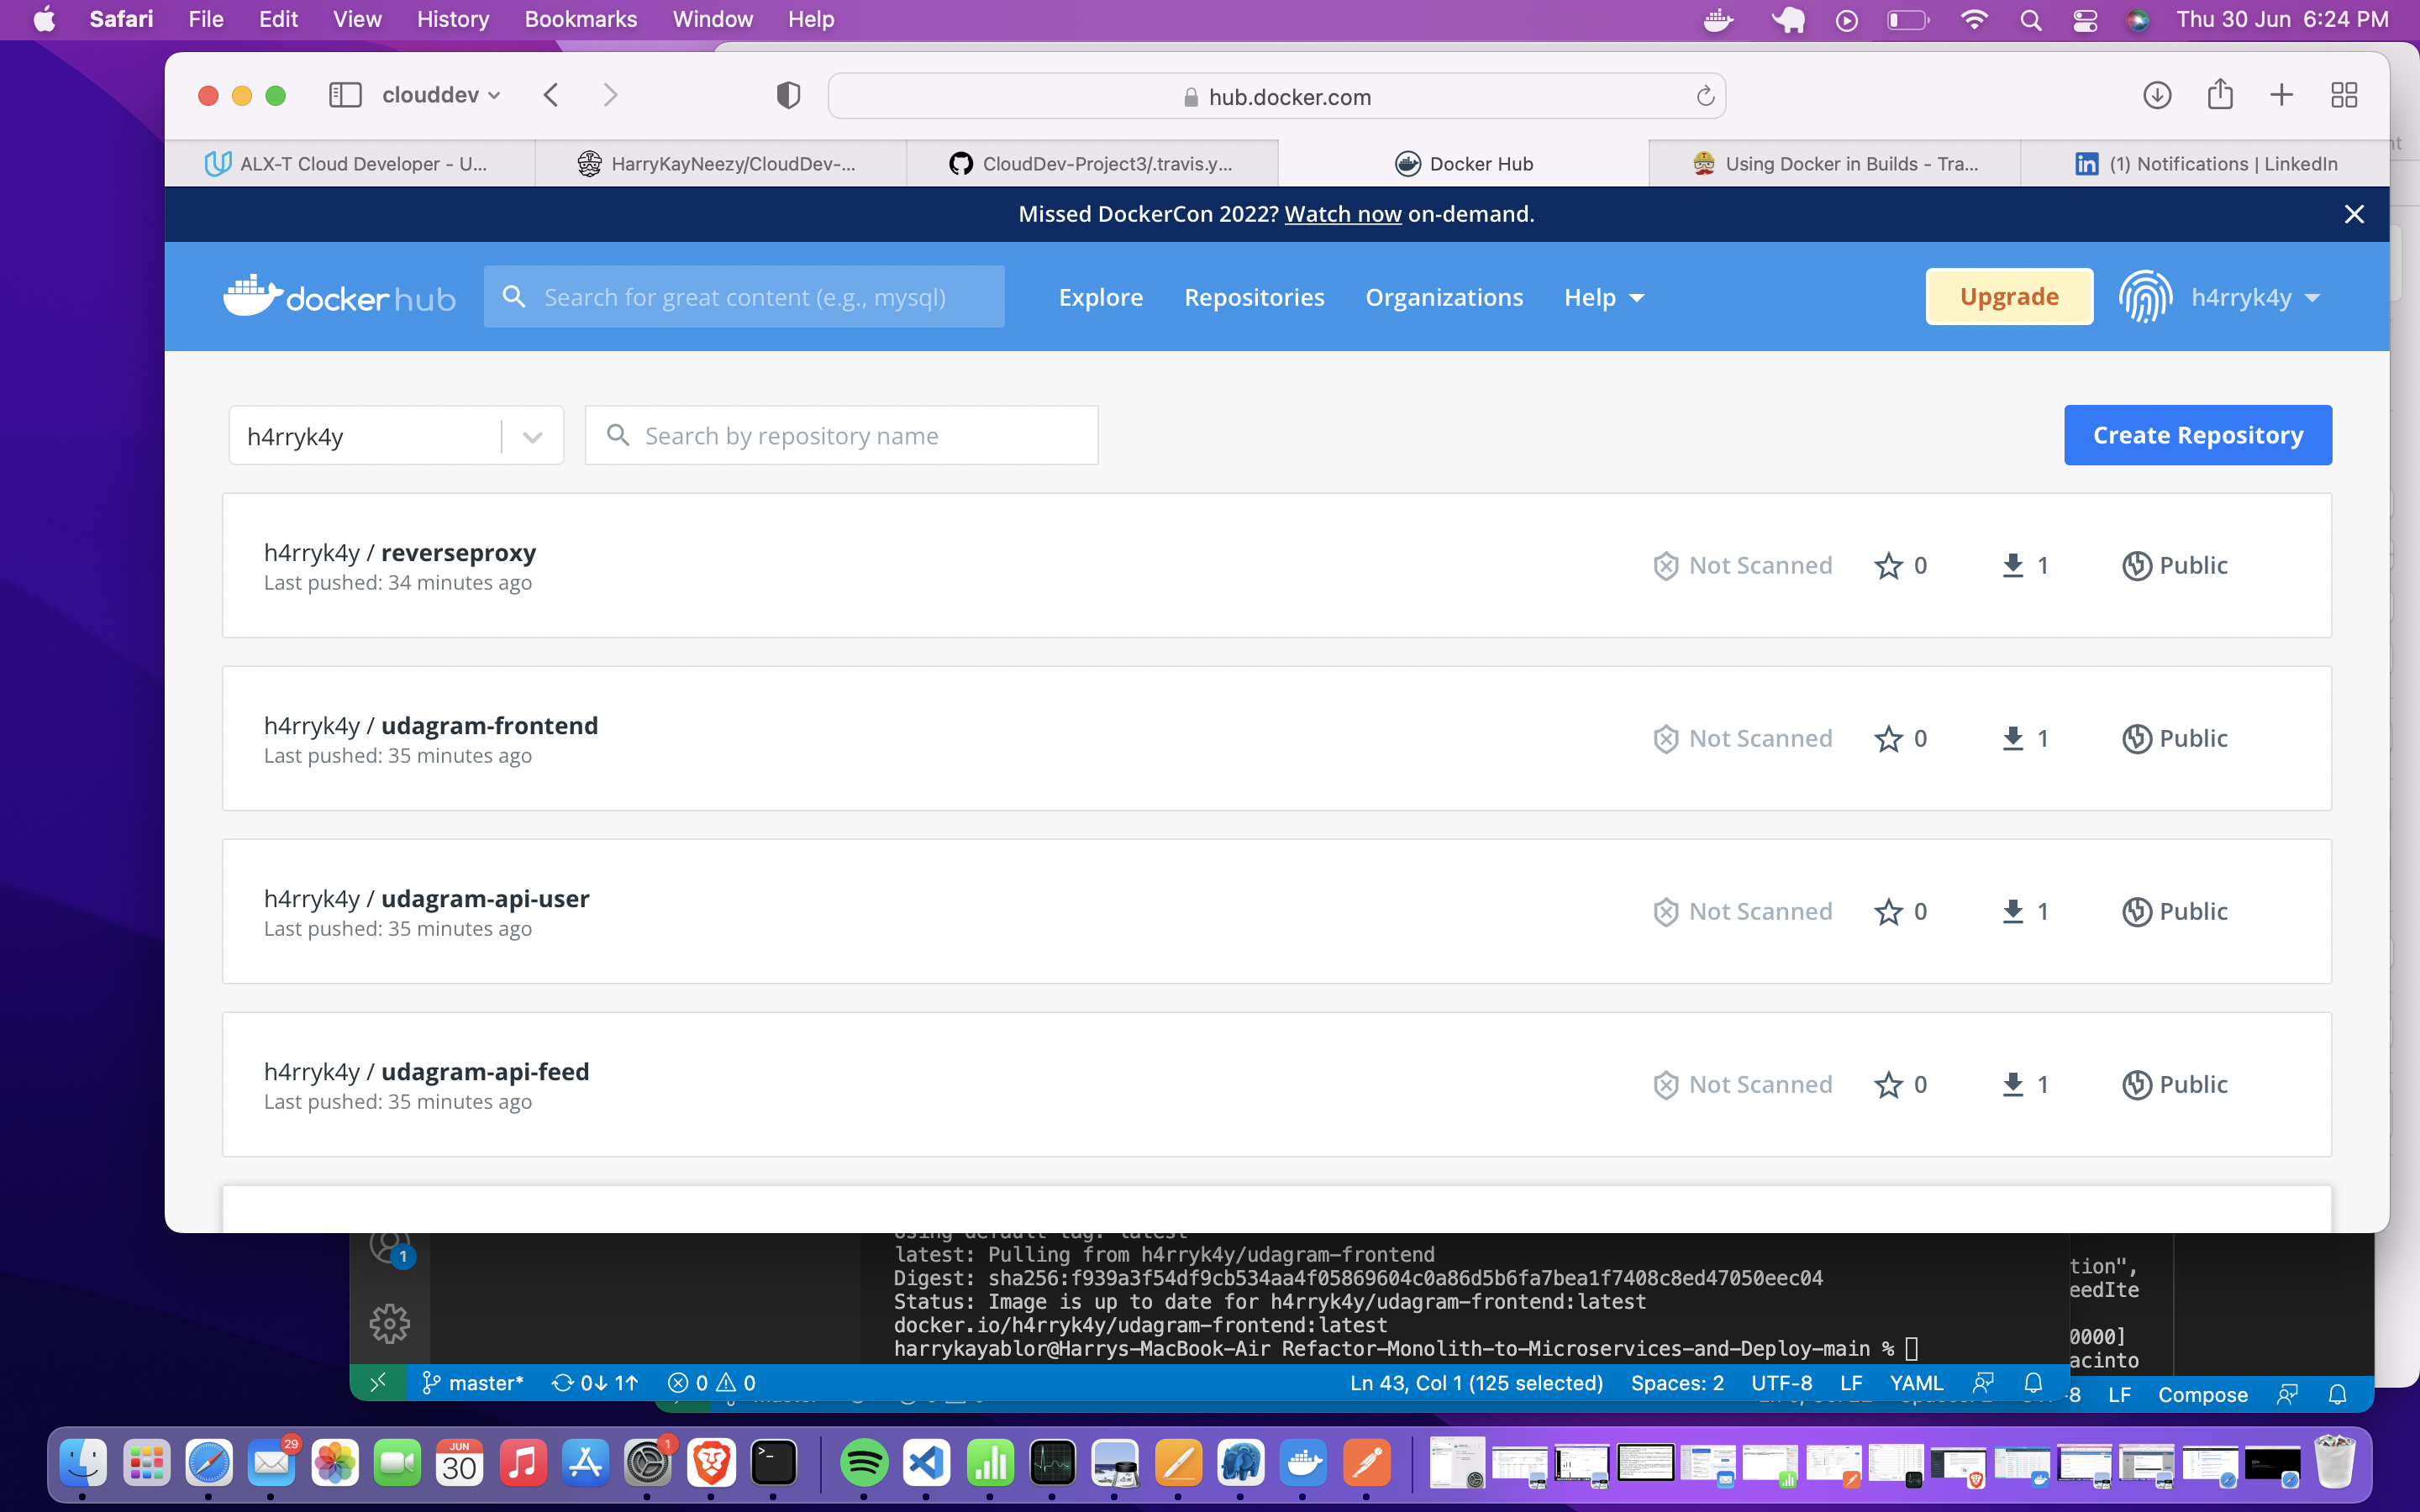 Safari File Edit View History Bookmarks Window Help Thu 30 Jun 6:24 PM
clouddev hub.docker.com
ALX-T Cloud Developer - U... HarryKayNeezy/CloudDev-... CloudDev-Project3/.travis.y... Docker Hub Using Docker in Builds - Tra... (1) Notifications | LinkedIn
Missed DockerCon 2022? Watch now on-demand.
docker hub Search for great content (e.g., mysql) Explore Repositories Organizations Help Upgrade h4rryk4y
h4rryk4y Search by repository name Create Repository
h4rryk4y / reverseproxy
Last pushed: 34 minutes ago
Not Scanned 0 1 Public
h4rryk4y / udagram-frontend
Last pushed: 35 minutes ago
Not Scanned 0 1 Public
h4rryk4y / udagram-api-user
Last pushed: 35 minutes ago
Not Scanned 0 1 Public
h4rryk4y / udagram-api-feed
Last pushed: 35 minutes ago
Not Scanned 0 1 Public
Using default tag: latest
latest: Pulling from h4rryk4y/udagram-frontend
Digest: sha256:f939a3f54df9cb534aa4f05869604c0a86d5b6fa7bea1f7408c8ed47050eec04
Status: Image is up to date for h4rryk4y/udagram-frontend:latest
docker.io/h4rryk4y/udagram-frontend:latest
harrykayablor@Harrys-MacBook-Air Refactor-Monolith-to-Microservices-and-Deploy-main %
tion",
eedIte
0000]
acinto
1
master* 0↓ 1↑ 0 0 Ln 43, Col 1 (125 selected) Spaces: 2 UTF-8 LF YAML
-8 LF Compose
29 JUN 30 1